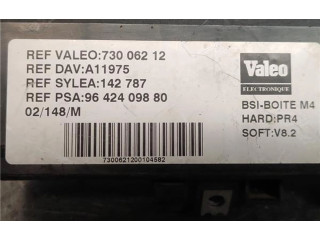 REF VALEO:730 062 12
REF DAV:A11975
REF SYLEA:142 787
REF PSA:96 424 098 80
02/148/M
7300621200104582
Valeo
ELECTRONIQUE
BSI-BOITE M4
HARD:PR4
SOFT:V8.2